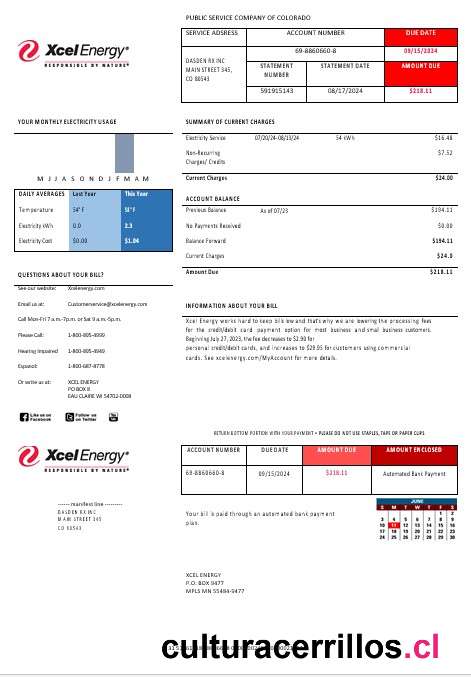 PUBLIC SERVICE COMPANY OF COLORADO
XcelEnergy®
RESPONSIBLE BY NATURE®
SERVICE ADSRESS
ACCOUNT NUMBER
DUE DATE
69-8860660-8
09/15/2024
DASDEN RX INC
MAIN STREET 345,
CO 80543
STATEMENT NUMBER
STATEMENT DATE
AMOUNT DUE
591915143
08/17/2024
$218.11
YOUR MONTHLY ELECTRICITY USAGE
M J J A S O N D J F M A M
DAILY AVERAGES Last Year This Year
Temperature 54° F 51° F
Electricity kWh 0.0 2.3
Electricity Cost $0.00 $1.04
QUESTIONS ABOUT YOUR BILL?
See our website: Xcelenergy.com
Email us at: Customerservice@xcelenergy.com
Call Mon-Fri 7 a.m.-7p.m. or Sat 9 a.m.-5p.m.
Please Call: 1-800-895-4999
Hearing Impaired 1-800-895-4949
Espanol: 1-800-687-8778
Or write as at: XCEL ENERGY
PO BOX 8
EAU CLAIRE WI 54702-0008
Like us on Facebook
Follow us on Twitter
You Tube
SUMMARY OF CURRENT CHARGES
Electricity Service 07/20/24-08/13/24 54 kWh $16.48
Non-Recurring $7.52
Charges/ Credits
Current Charges $24.00
ACCOUNT BALANCE
Previous Balance As of 07/23 $194.11
No Payments Received $0.00
Balance Forward $194.11
Current Charges $24.0
Amount Due $218.11
INFORMATION ABOUT YOUR BILL
Xcel Energy works hard to keep bills low and that's why we are lowering the processing fees
for the credit/debit card payment option for most business and small business customers.
Beginning July 27, 2023, the fee decreases to $2.90 for
personal credit/debit cards, and increases to $29.95 for customers using commercial
cards. See xcelenergy.com/MyAccount for more details.
RETURN BOTTOM PORTION WITH YOUR PAYMENT • PLEASE DO NOT USE STAPLES, TAPE OR PAPER CLIPS
XcelEnergy®
RESPONSIBLE BY NATURE®
ACCOUNT NUMBER DUE DATE AMOUNT DUE AMOUNT ENCLOSED
69-8860660-8 09/15/2024 $218.11 Automated Bank Payment
------ manifest line ---------
DASDEN RX INC
MAIN STREET 345
CO 80543
Your bill is paid through an automated bank payment
plan.
JUNE
S M T W T F S
1 2
3 4 5 6 7 8 9
10 11 12 13 14 15 16
17 18 19 20 21 22 23
24 25 26 27 28 29 30
XCEL ENERGY
P.O BOX 9477
MPLS MN 55484-9477
culturacerrillos.cl